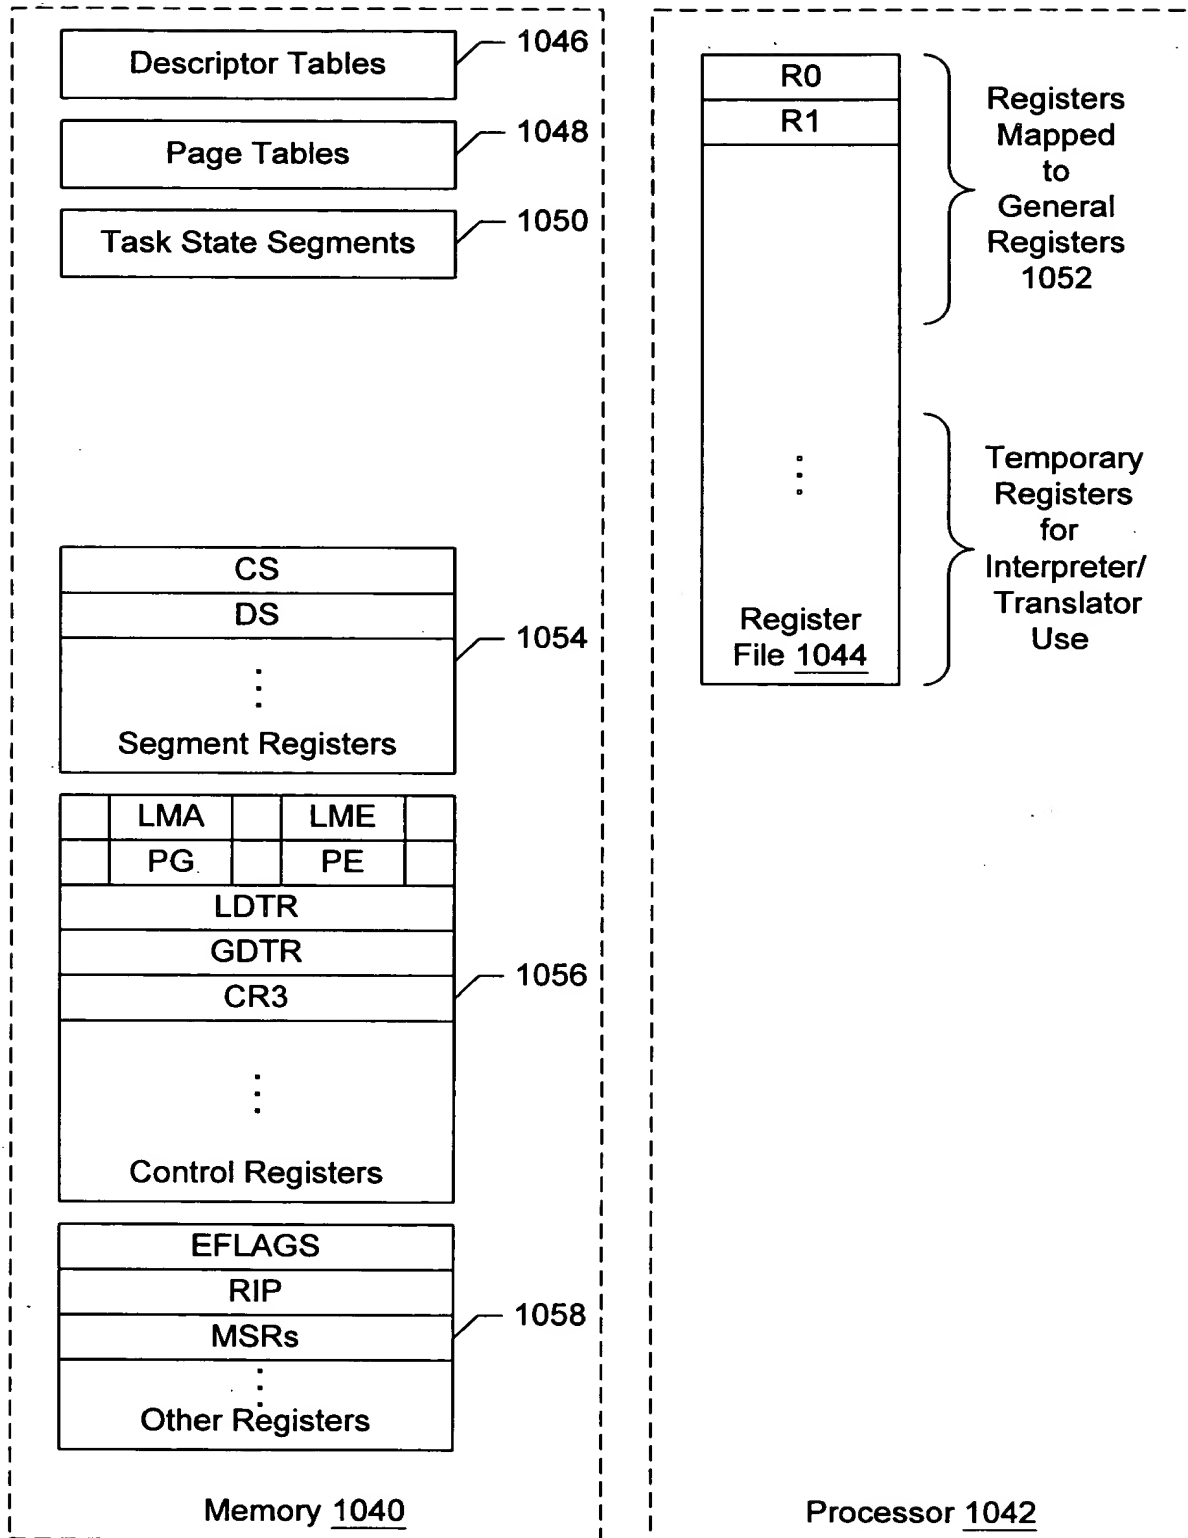 Descriptor Tables
1046
Page Tables
1048
Task State Segments
1050
CS
DS
1054
Segment Registers
LMA LME
PG PE
LDTR
GDTR
1056
CR3
Control Registers
EFLAGS
RIP
1058
MSRs
Other Registers
Memory 1040
R0
R1
Registers
Mapped
to
General
Registers
1052
Temporary
Registers
for
Interpreter/
Translator
Use
Register
File 1044
Processor 1042